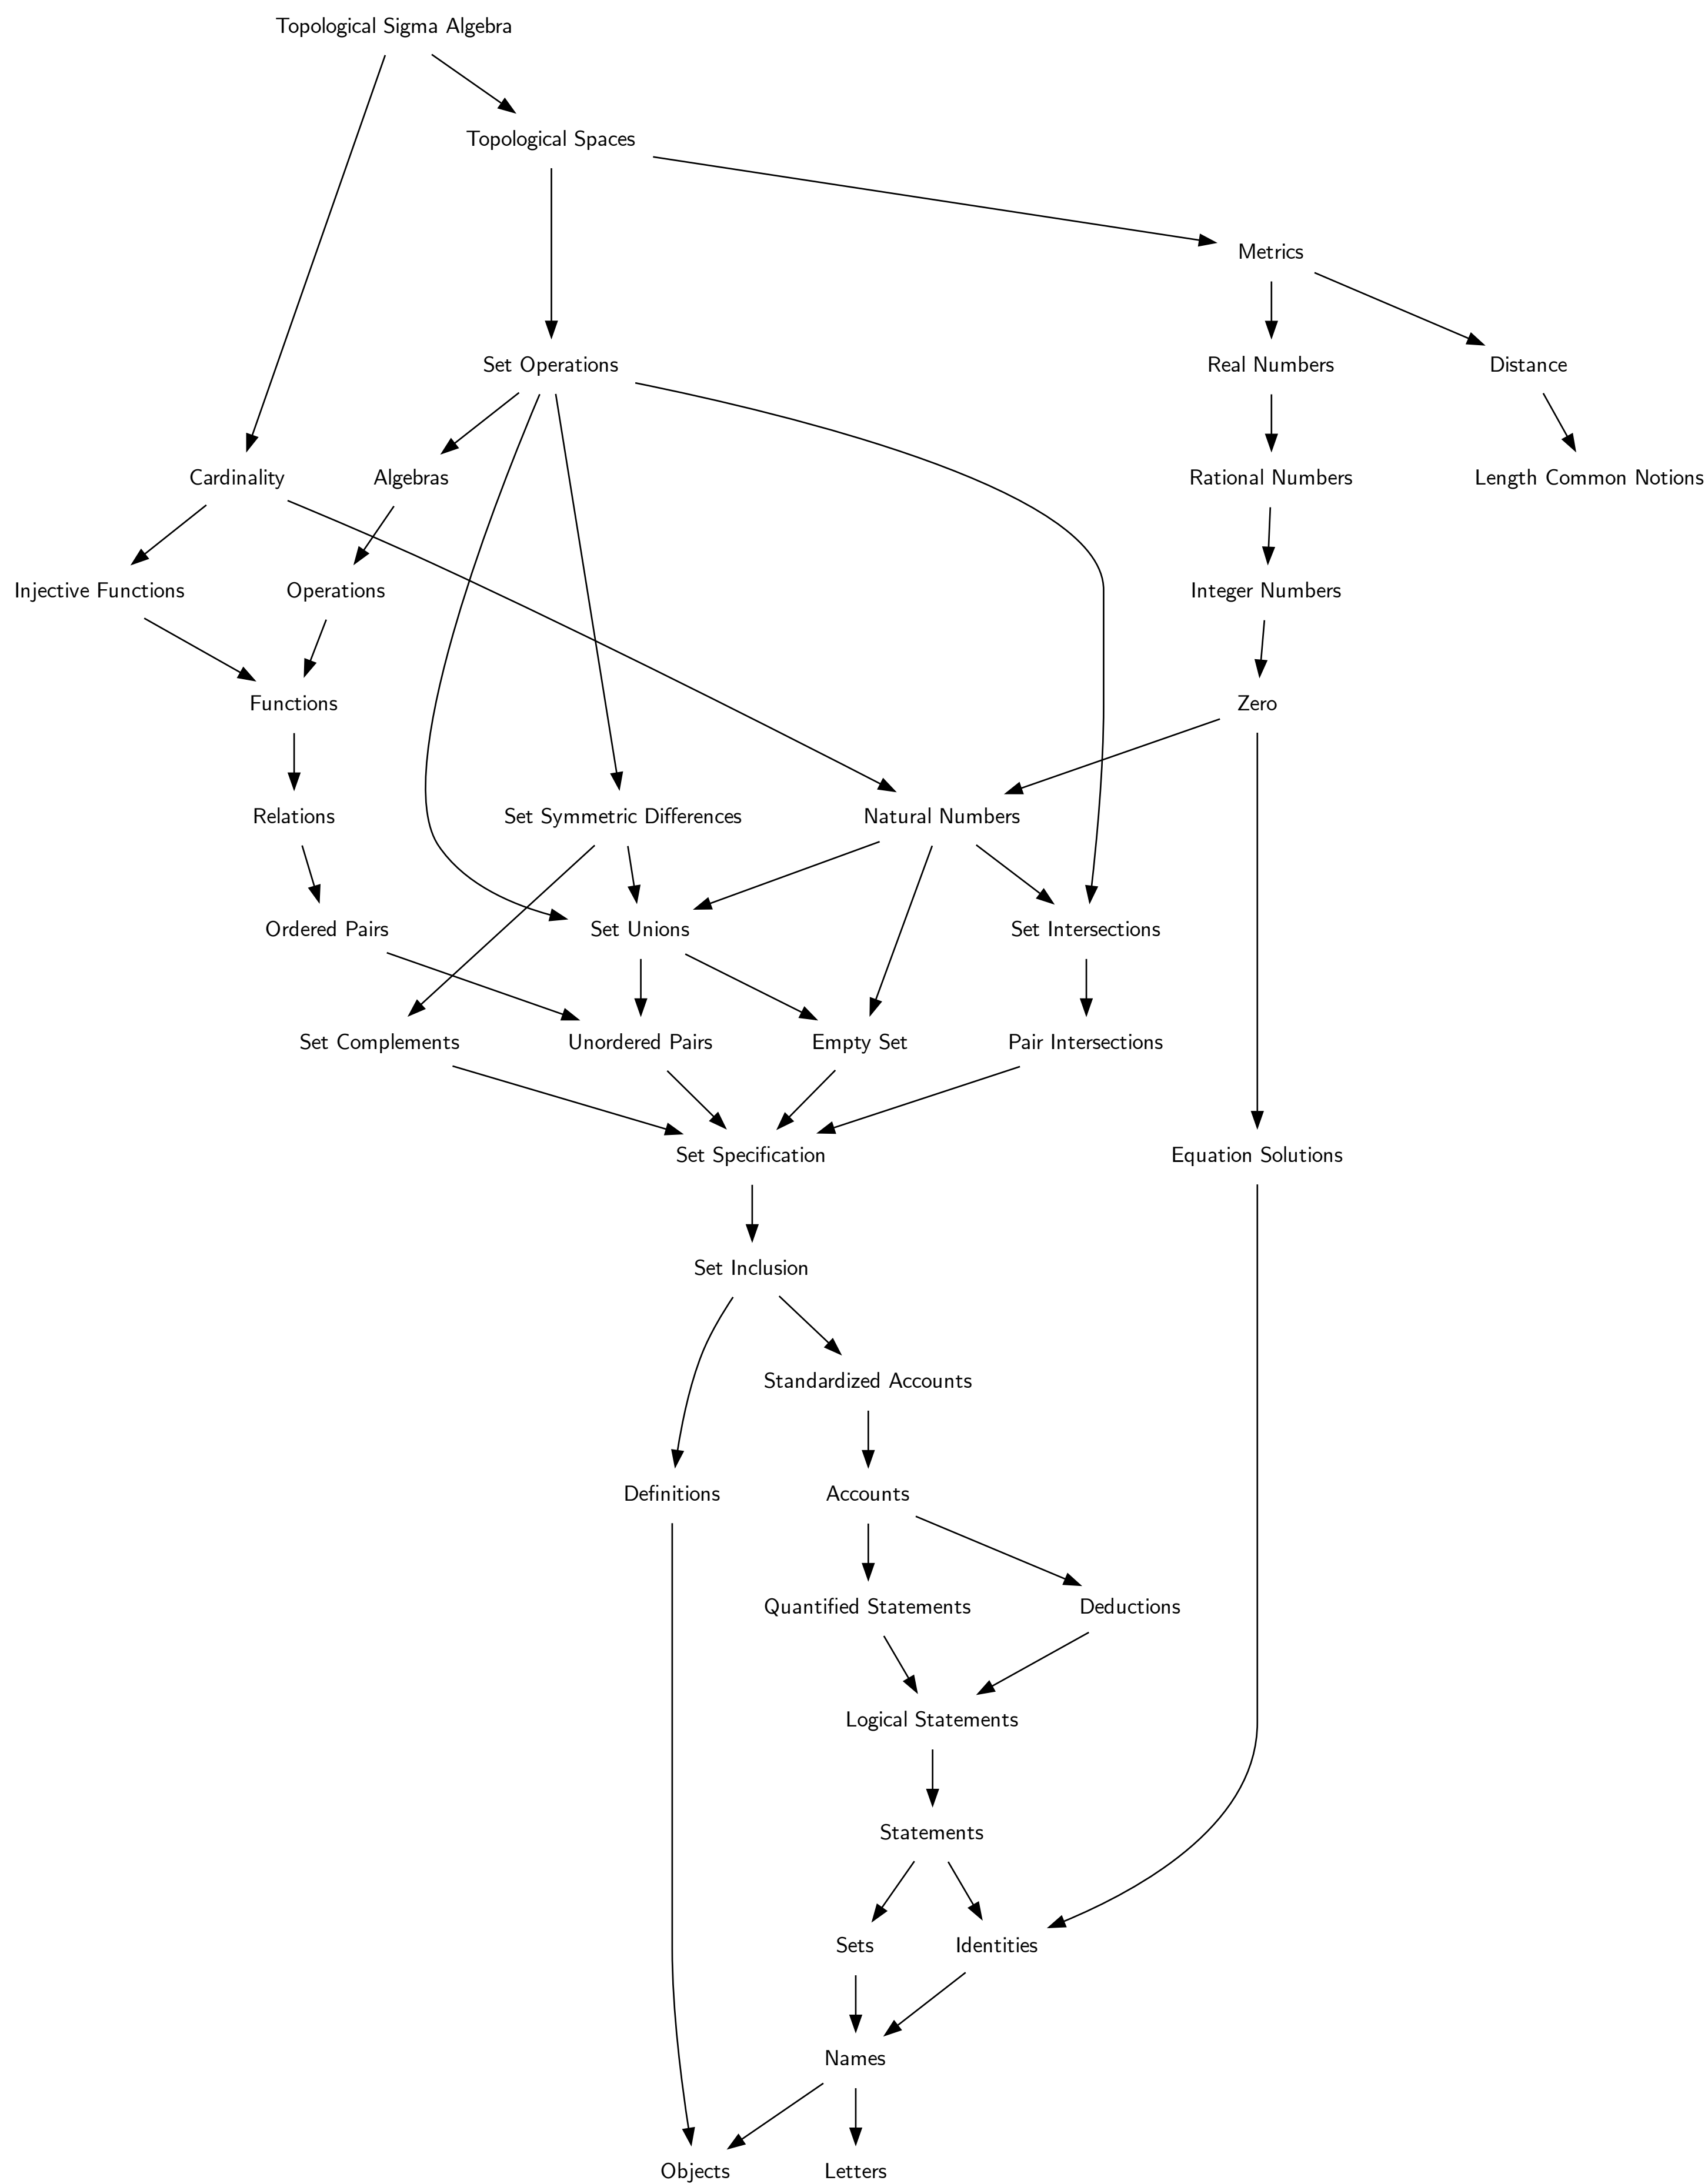 Topological Sigma Algebra
Topological Spaces
Metrics
Set Operations
Real Numbers
Distance
Cardinality
Algebras
Rational Numbers
Length Common Notions
Injective Functions
Operations
Integer Numbers
Functions
Zero
Relations
Set Symmetric Differences
Natural Numbers
Ordered Pairs
Set Unions
Set Intersections
Set Complements
Unordered Pairs
Empty Set
Pair Intersections
Set Specification
Equation Solutions
Set Inclusion
Standardized Accounts
Definitions
Accounts
Quantified Statements
Deductions
Logical Statements
Statements
Sets
Identities
Names
Objects
Letters